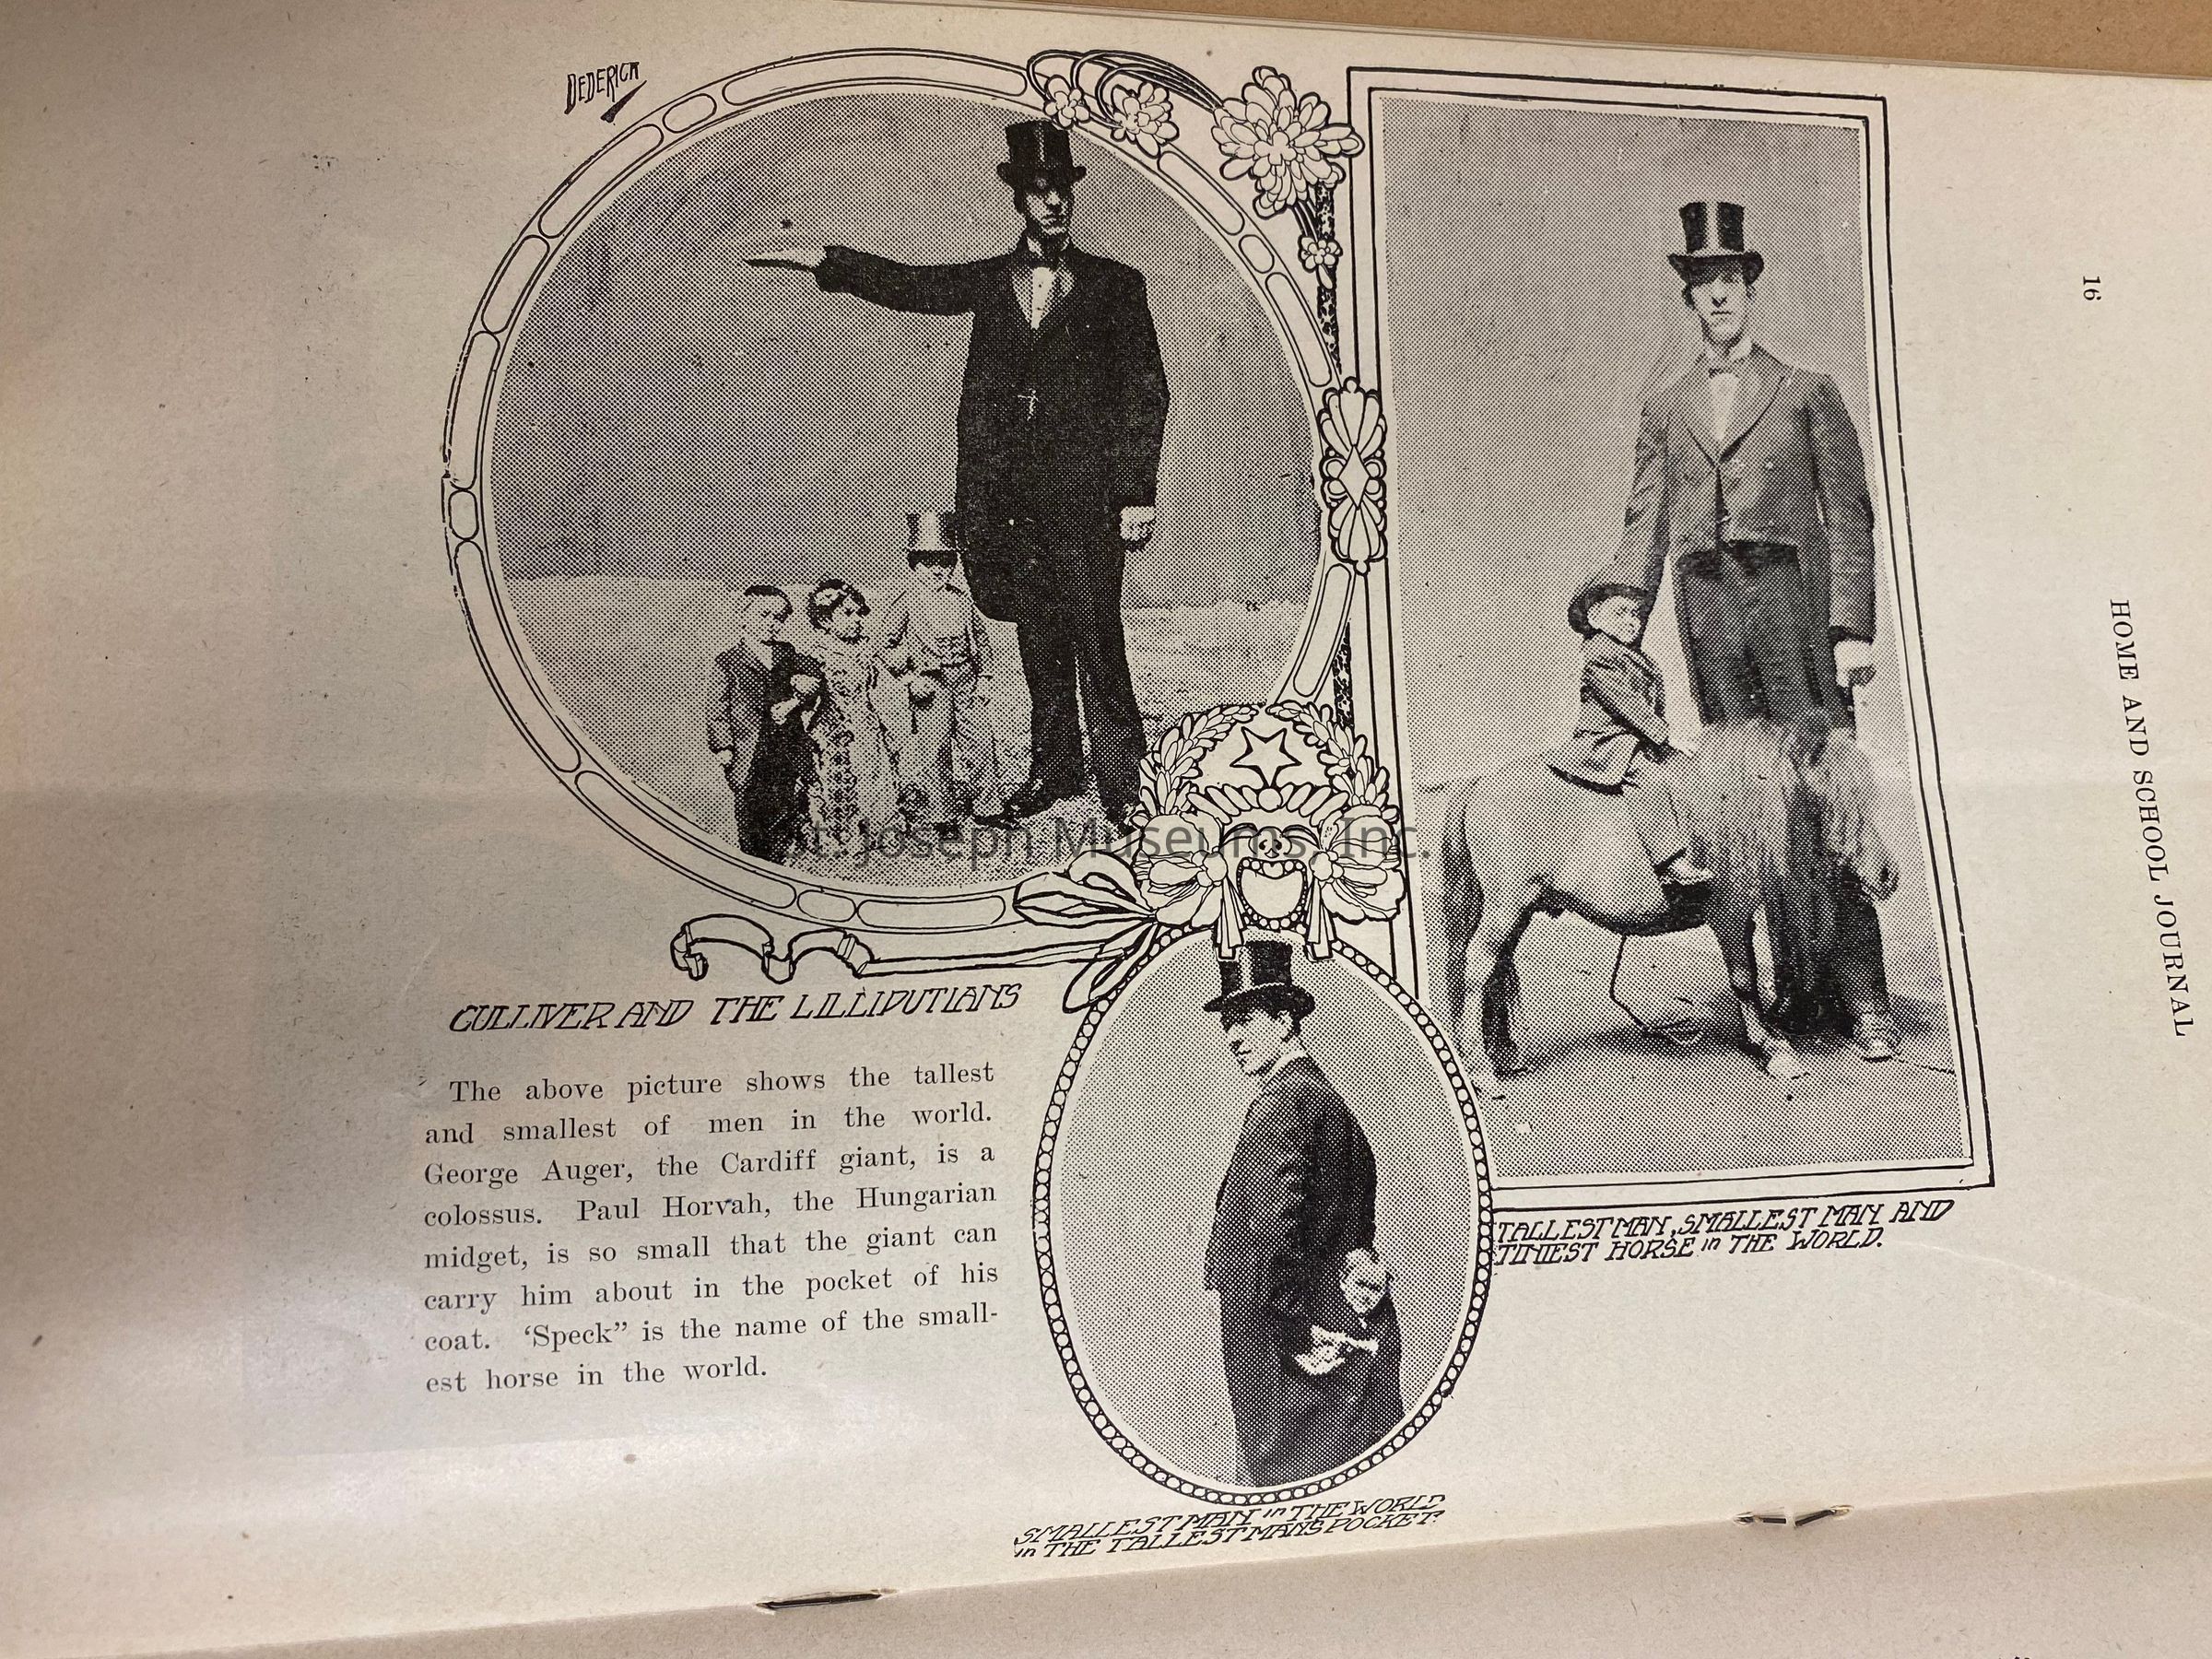 16
HOME AND SCHOOL JOURNAL
DEDERICK
GULLIVER AND THE LILLIPUTIANS
The above picture shows the tallest
and smallest of men in the world.
George Auger, the Cardiff giant, is a
colossus. Paul Horvah, the Hungarian
midget, is so small that the giant can
carry him about in the pocket of his
coat. ‘Speck” is the name of the small-
est horse in the world.
TALLEST MAN, SMALLEST MAN AND
TINIEST HORSE in THE WORLD.
SMALLEST MAN in THE WORLD
in THE TALLEST MANS POCKET.
St. Joseph Museums, Inc.